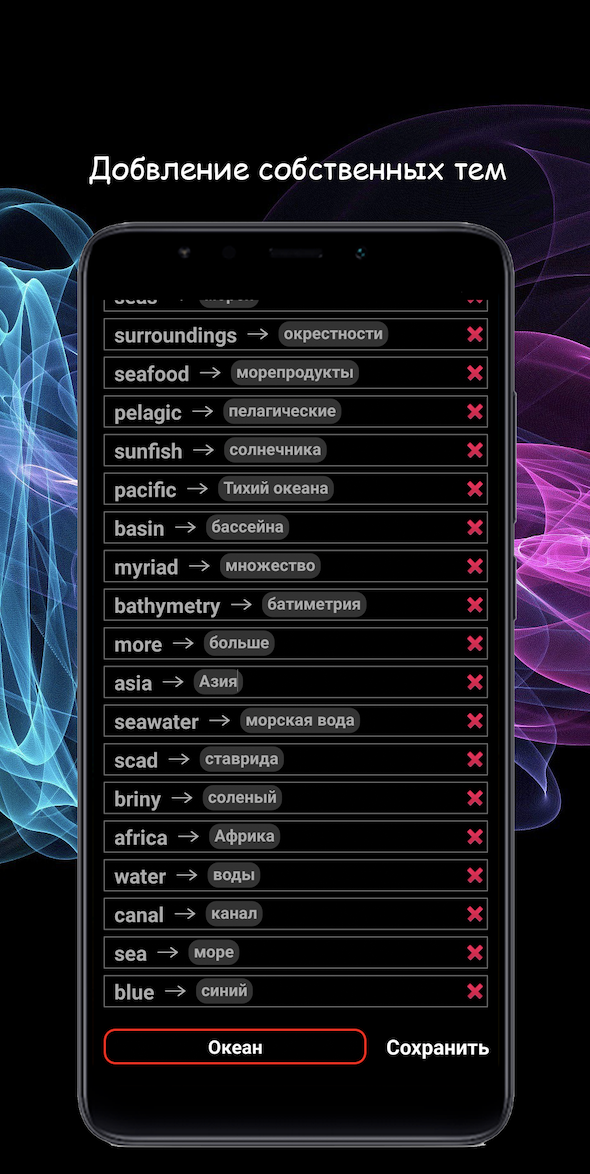 Добвление собственных тем
seas → морей
surroundings → окрестности
seafood → морепродукты
pelagic → пелагические
sunfish → солнечника
pacific → Тихий океана
basin → бассейна
myriad → множество
bathymetry → батиметрия
more → больше
asia → Азия
seawater → морская вода
scad → ставрида
briny → соленый
africa → Африка
water → воды
canal → канал
sea → море
blue → синий
Океан Сохранить